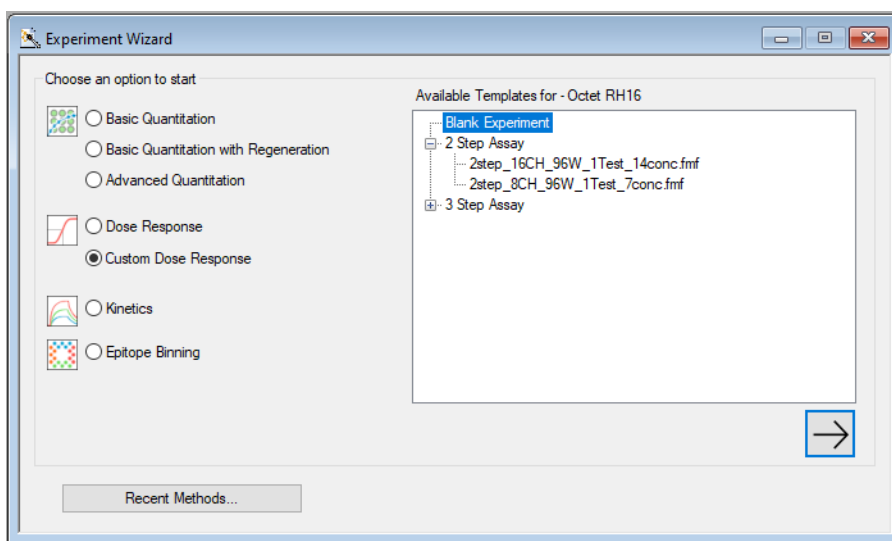 Experiment Wizard
Choose an option to start
Basic Quantitation
Basic Quantitation with Regeneration
Advanced Quantitation
Dose Response
Custom Dose Response
Kinetics
Epitope Binning
Available Templates for - Octet RH16
Blank Experiment
2 Step Assay
2step_16CH_96W_1Test_14conc.fmf
2step_8CH_96W_1Test_7conc.fmf
3 Step Assay
Recent Methods...